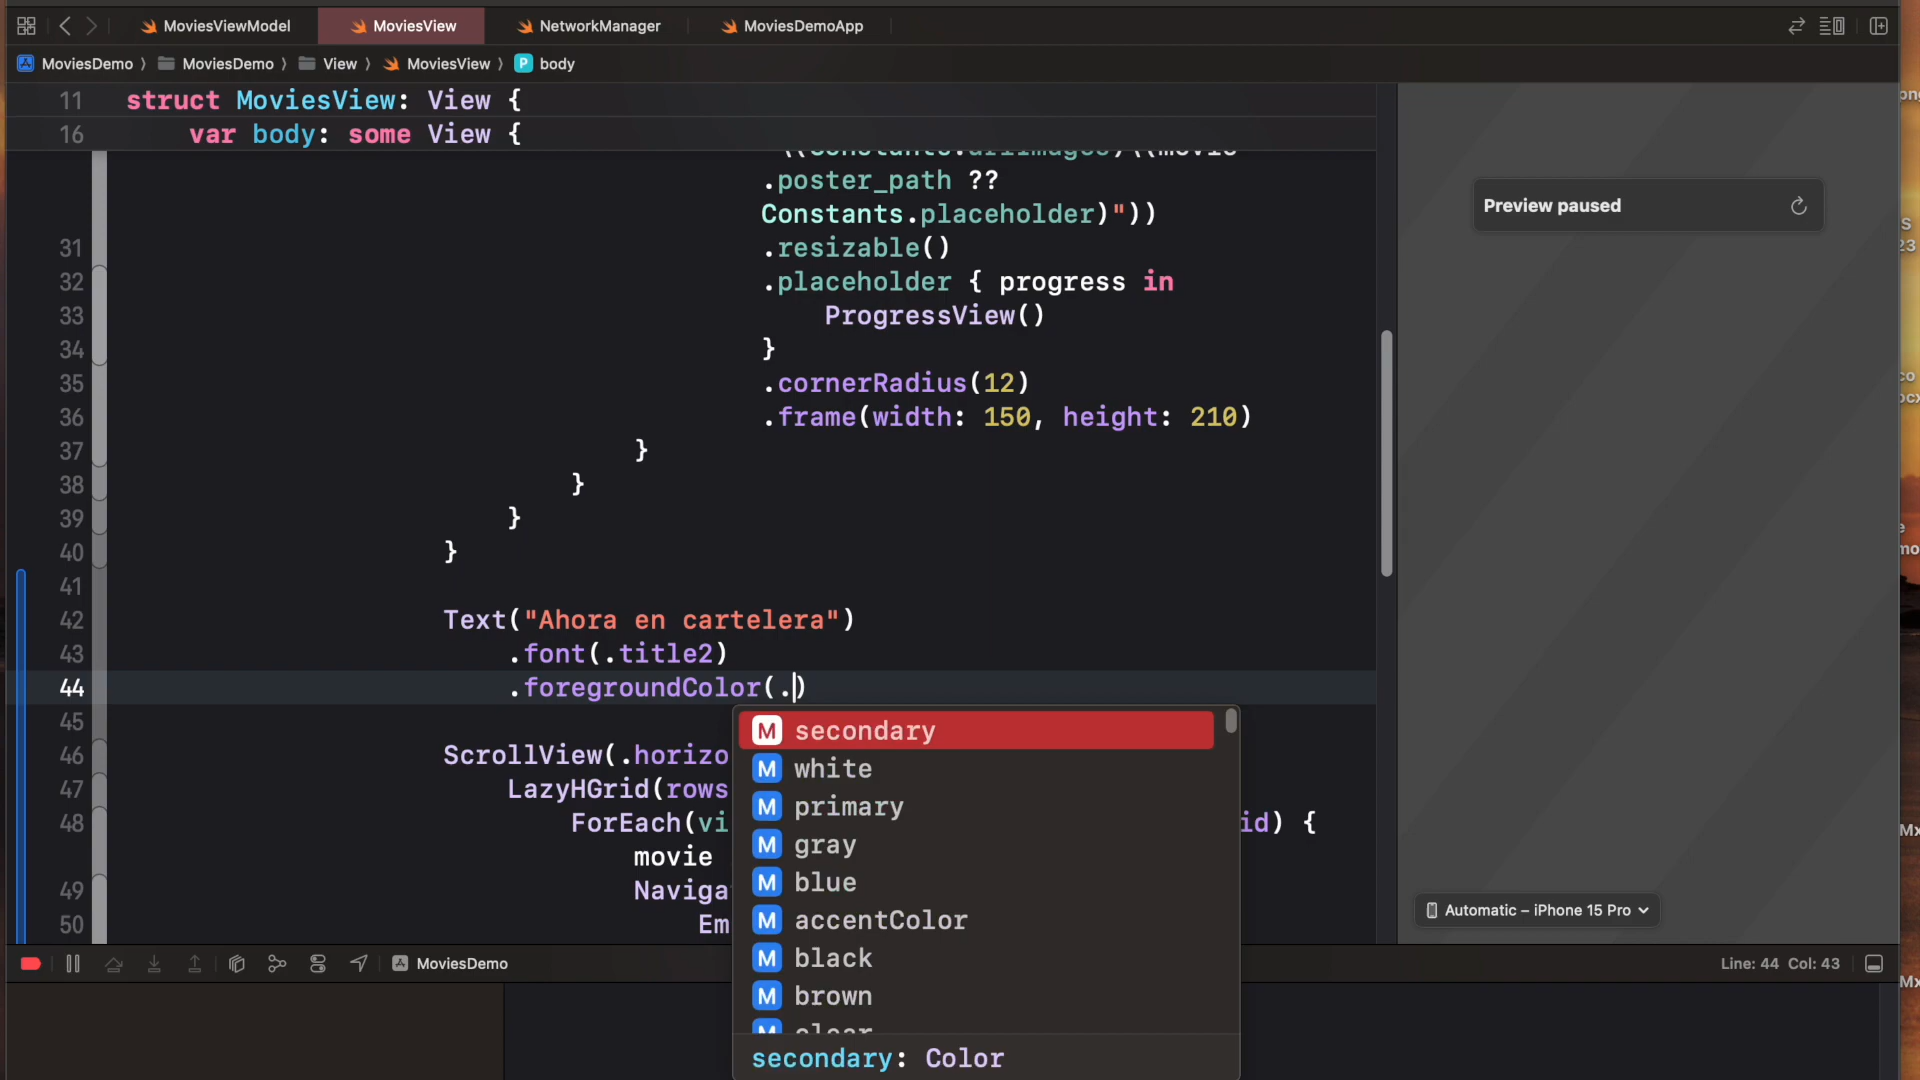 MoviesViewModel
MoviesView
NetworkManager
MoviesDemoApp
MoviesDemo ⟩ MoviesDemo ⟩ View ⟩ MoviesView ⟩ P body
11 struct MoviesView: View {
16 var body: some View {
.poster_path ??
Constants.placeholder)"))
31 .resizable()
32 .placeholder { progress in
33 ProgressView()
34 }
35 .cornerRadius(12)
36 .frame(width: 150, height: 210)
37 }
38 }
39 }
40 }
41
42 Text("Ahora en cartelera")
43 .font(.title2)
44 .foregroundColor(.)
45
46 ScrollView(.horizo
47 LazyHGrid(rows
48 ForEach(vi id) {
movie
49 Naviga
50 Em
M secondary
M white
M primary
M gray
M blue
M accentColor
M black
M brown
secondary: Color
Preview paused
Automatic – iPhone 15 Pro
MoviesDemo
Line: 44 Col: 43